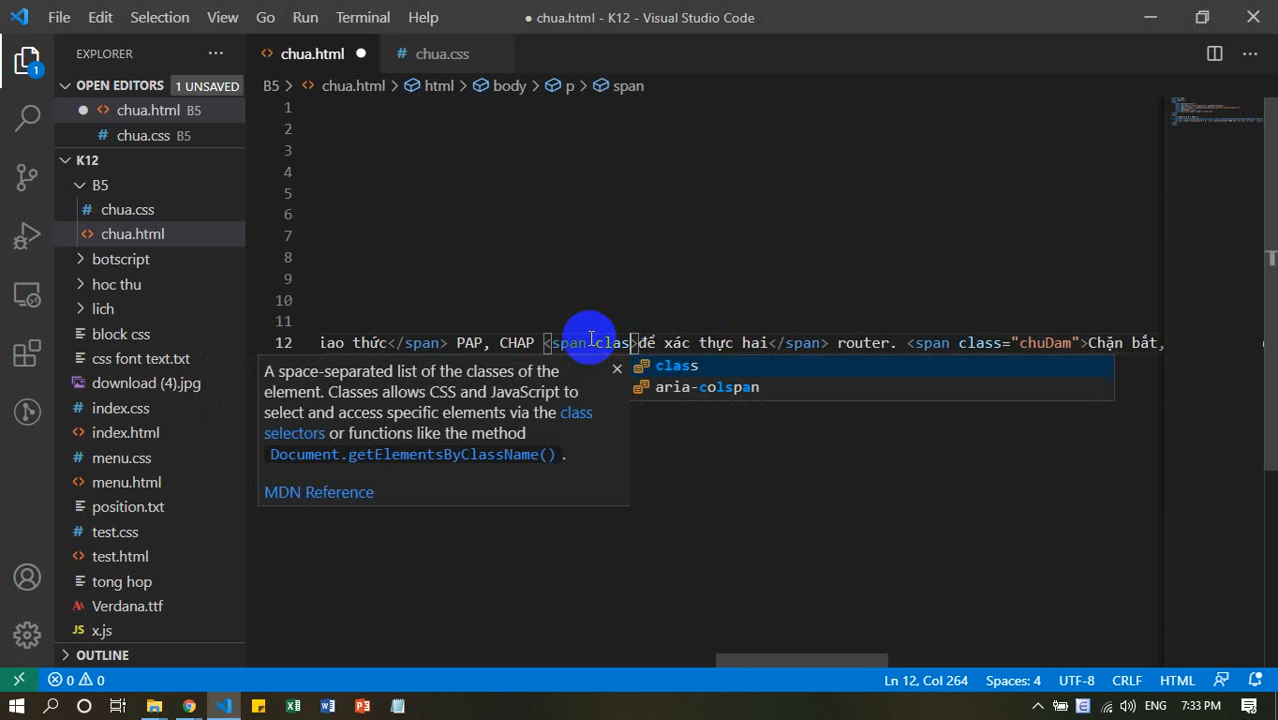 File Edit Selection View Go Run Terminal Help ● chua.html - K12 - Visual Studio Code
EXPLORER ··· chua.html ● # chua.css ···
OPEN EDITORS 1 UNSAVED
B5 > chua.html > html > body > p > span
● chua.html B5
# chua.css B5
K12
B5
# chua.css
chua.html
botscript
hoc thu
lich
block css
css font text.txt
download (4).jpg
# index.css
index.html
# menu.css
menu.html
position.txt
# test.css
test.html
tong hop
Verdana.ttf
JS x.js
OUTLINE
1
1
2
3
4
5
6
7
8
9
10
11
12 iao thức</span> PAP, CHAP <span clas>để xác thực hai</span> router. <span class="chuDam">Chặn bắt,
A space-separated list of the classes of the
element. Classes allows CSS and JavaScript to
select and access specific elements via the class
selectors or functions like the method
Document.getElementsByClassName() .
MDN Reference
class
aria-colspan
0 0 Ln 12, Col 264 Spaces: 4 UTF-8 CRLF HTML
ENG 7:33 PM